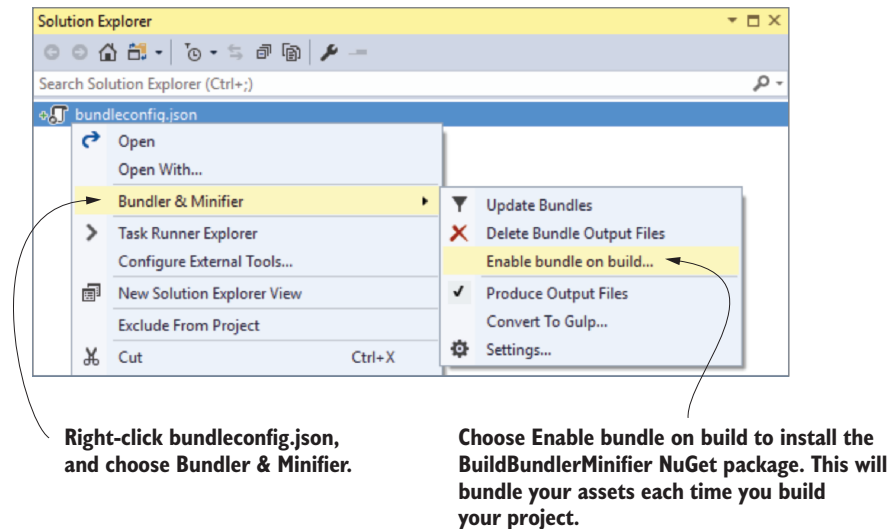 Solution Explorer
Search Solution Explorer (Ctrl+;)
bundleconfig.json
Open
Open With...
Bundler & Minifier
Task Runner Explorer
Configure External Tools...
New Solution Explorer View
Exclude From Project
Cut Ctrl+X
Update Bundles
Delete Bundle Output Files
Enable bundle on build...
Produce Output Files
Convert To Gulp...
Settings...
Right-click bundleconfig.json,
and choose Bundler & Minifier.
Choose Enable bundle on build to install the
BuildBundlerMinifier NuGet package. This will
bundle your assets each time you build
your project.